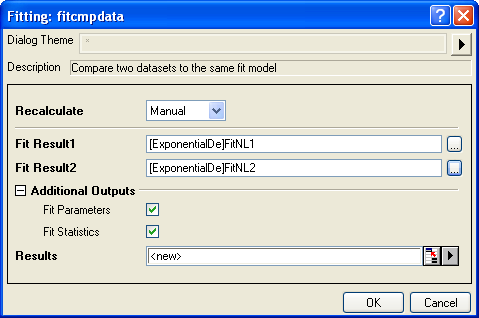 Fitting: fitcmpdata
Dialog Theme *
Description Compare two datasets to the same fit model
Recalculate Manual
Fit Result1 [ExponentialDe]FitNL1 ...
Fit Result2 [ExponentialDe]FitNL2 ...
Additional Outputs
Fit Parameters
Fit Statistics
Results <new>
OK Cancel